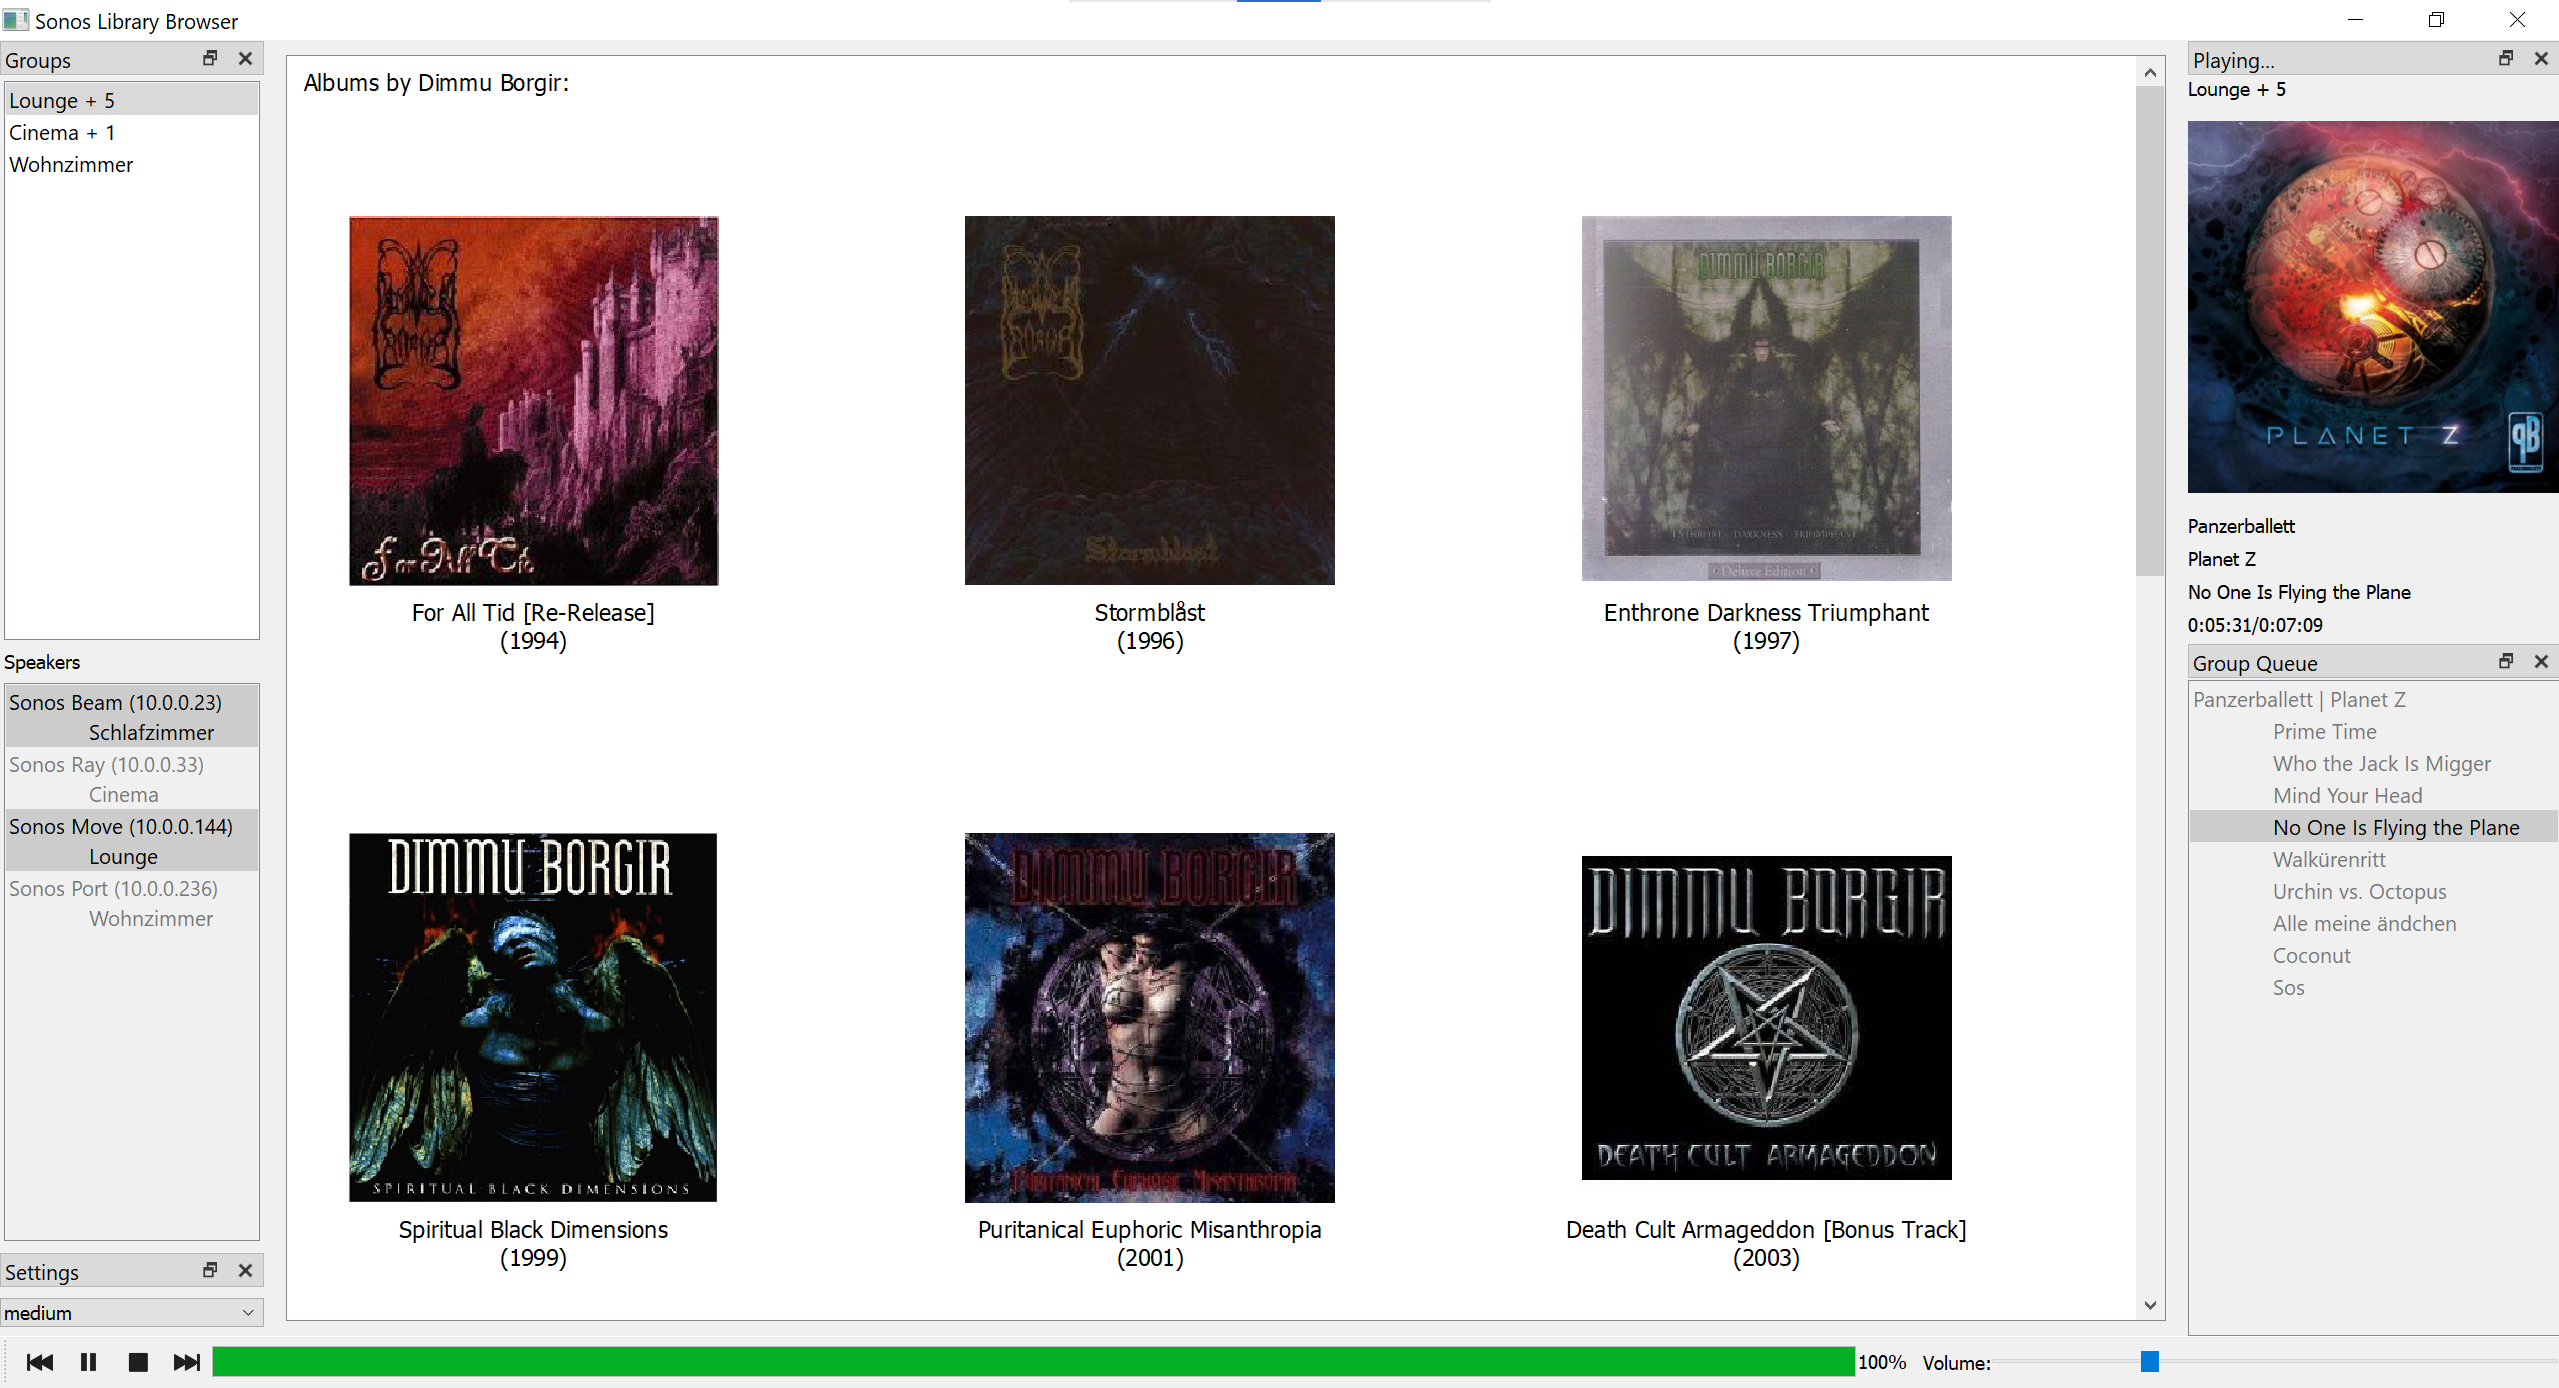 Sonos Library Browser
Groups
Lounge + 5
Cinema + 1
Wohnzimmer
Speakers
Sonos Beam (10.0.0.23)
Schlafzimmer
Sonos Ray (10.0.0.33)
Cinema
Sonos Move (10.0.0.144)
Lounge
Sonos Port (10.0.0.236)
Wohnzimmer
Settings
medium
Albums by Dimmu Borgir:
For All Tid [Re-Release]
(1994)
Stormblåst
Stormblåst
(1996)
DIMMU BORGIR
ENTHRONE DARKNESS TRIUMPHANT
Deluxe Edition
Enthrone Darkness Triumphant
(1997)
DIMMU BORGIR
SPIRITUAL BLACK DIMENSIONS
Spiritual Black Dimensions
(1999)
DIMMU BORGIR
PURITANICAL EUPHORIC MISANTHROPIA
Puritanical Euphoric Misanthropia
(2001)
DIMMU BORGIR
DEATH CULT ARMAGEDDON
Death Cult Armageddon [Bonus Track]
(2003)
Playing...
Lounge + 5
PLANET Z
Panzerballett
Planet Z
No One Is Flying the Plane
0:05:31/0:07:09
Group Queue
Panzerballett | Planet Z
Prime Time
Who the Jack Is Migger
Mind Your Head
No One Is Flying the Plane
Walkürenritt
Urchin vs. Octopus
Alle meine ändchen
Coconut
Sos
100%
Volume: